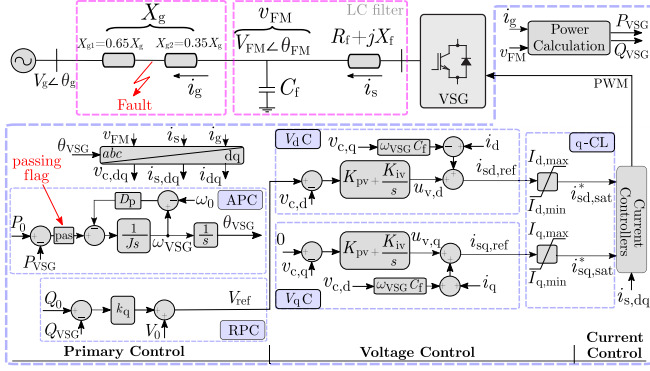 X_g
v_FM
LC filter
X_g1=0.65X_g
X_g2=0.35X_g
V_FM∠θ_FM
R_f+jX_f
i_g
v_FM
Power
Calculation
P_VSG
Q_VSG
V_g∠θ_g
Fault
i_g
C_f
i_s
VSG
PWM
θ_VSG
v_FM
i_s
i_g
abc
dq
v_c,dq
i_s,dq
i_dq
V_d C
v_c,q
ω_VSG C_f
i_d
i_sd,ref
v_c,d
K_pv + K_iv/s
u_v,d
I_d,max
I_d,min
i*_sd,sat
q-CL
Current
Controllers
passing
flag
D_p
ω_0
APC
P_0
pas
P_VSG
1/Js
ω_VSG
1/s
θ_VSG
0
v_c,q
K_pv + K_iv/s
u_v,q
i_sq,ref
v_c,d
ω_VSG C_f
i_q
V_q C
I_q,max
I_q,min
i*_sq,sat
i_s,dq
Q_0
Q_VSG
k_q
V_0
V_ref
RPC
Primary Control
Voltage Control
Current
Control